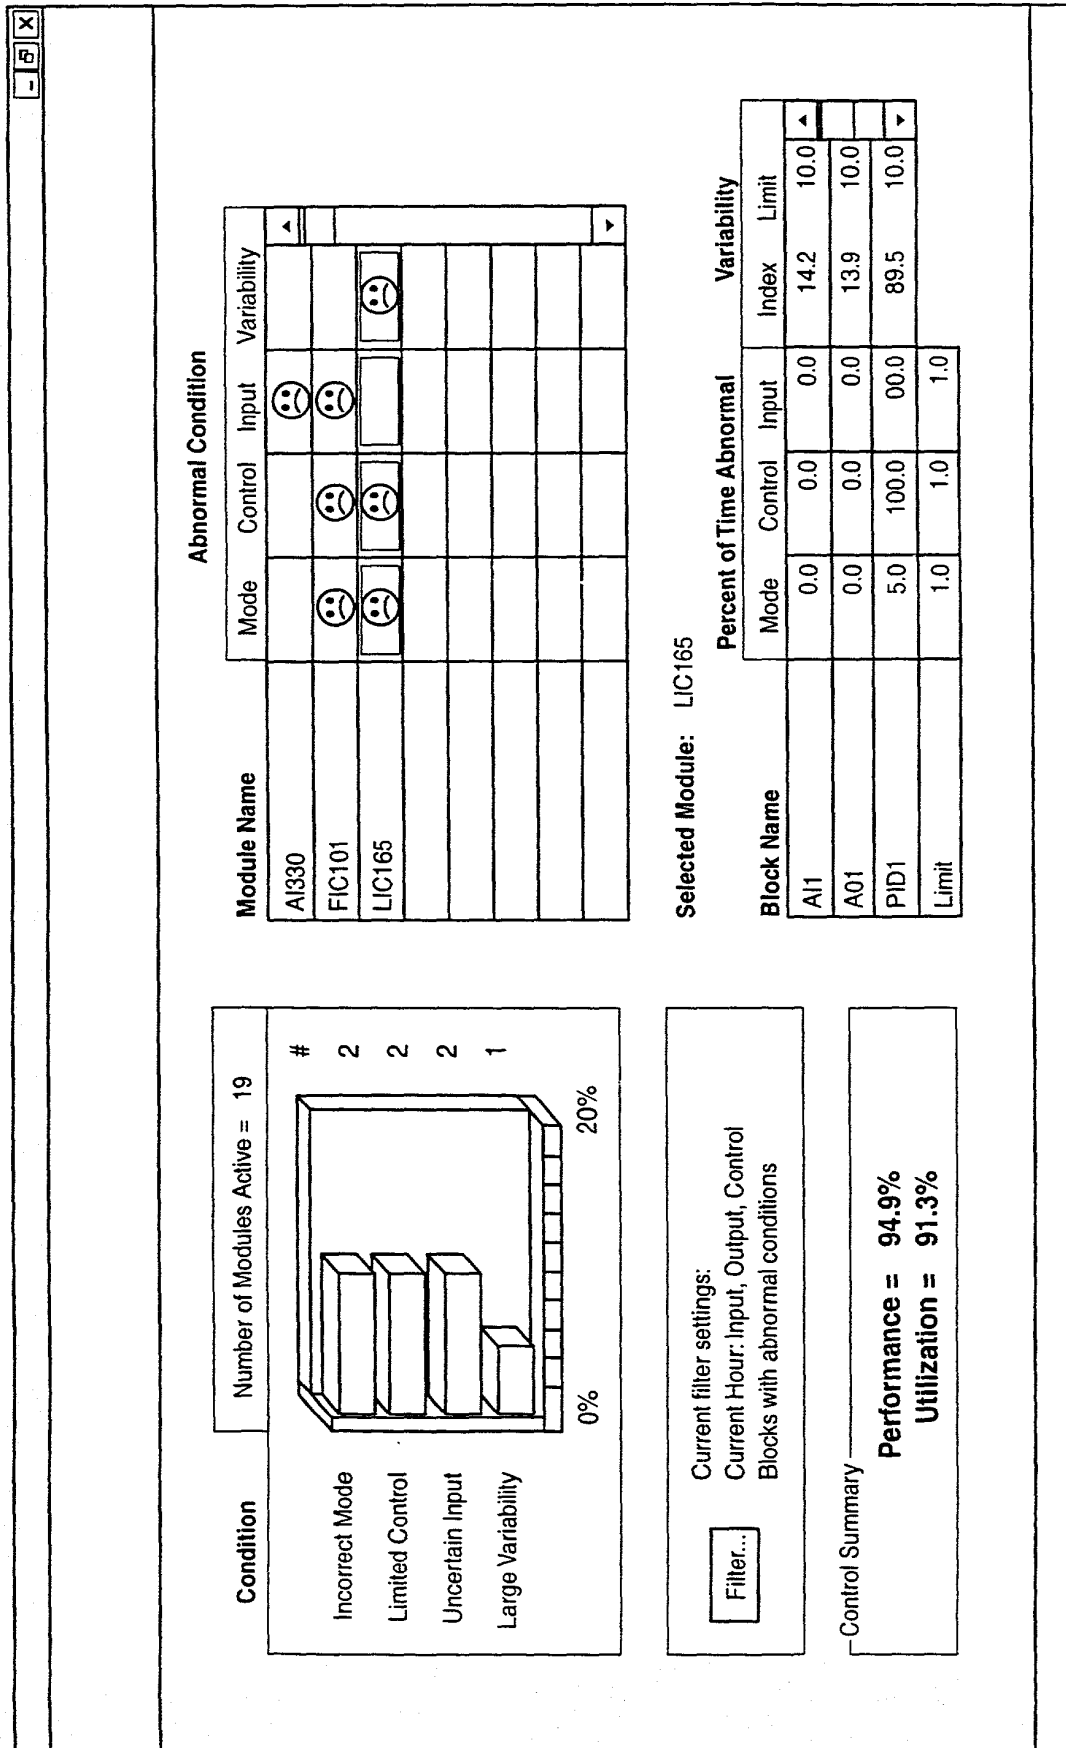 Condition
Number of Modules Active = 19
#
Incorrect Mode 2
Limited Control 2
Uncertain Input 2
Large Variability 1
0% 20%
Filter...
Current filter settings:
Current Hour: Input, Output, Control
Blocks with abnormal conditions
Control Summary
Performance = 94.9%
Utilization = 91.3%
Abnormal Condition
Module Name Mode Control Input Variability
AI330
FIC101
LIC165
Selected Module: LIC165
Percent of Time Abnormal Variability
Block Name Mode Control Input Index Limit
AI1 0.0 0.0 0.0 14.2 10.0
A01 0.0 0.0 0.0 13.9 10.0
PID1 5.0 100.0 00.0 89.5 10.0
Limit 1.0 1.0 1.0